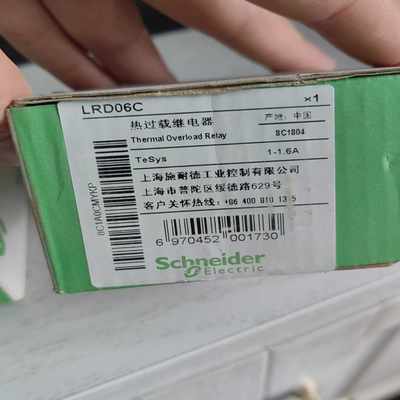 LRD06C ×1
热过载继电器 产地: 中国
Thermal Overload Relay 8C1804
TeSys 1-1.6A
上海施耐德工业控制有限公司
上海市普陀区绥德路629号
客户关怀热线: +86 400 810 1315
8C1A0CMYKP
6 970452 001730
Schneider
Electric